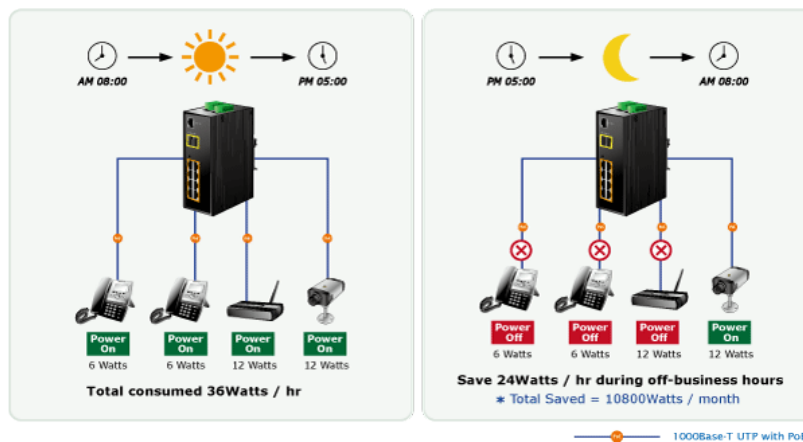 AM 08:00
PM 05:00
Power On
Power On
Power On
Power On
6 Watts
6 Watts
12 Watts
12 Watts
Total consumed 36Watts / hr
PM 05:00
AM 08:00
Power Off
Power Off
Power Off
Power On
6 Watts
6 Watts
12 Watts
12 Watts
Save 24Watts / hr during off-business hours
* Total Saved = 10800Watts / month
1000Base-T UTP with PoE